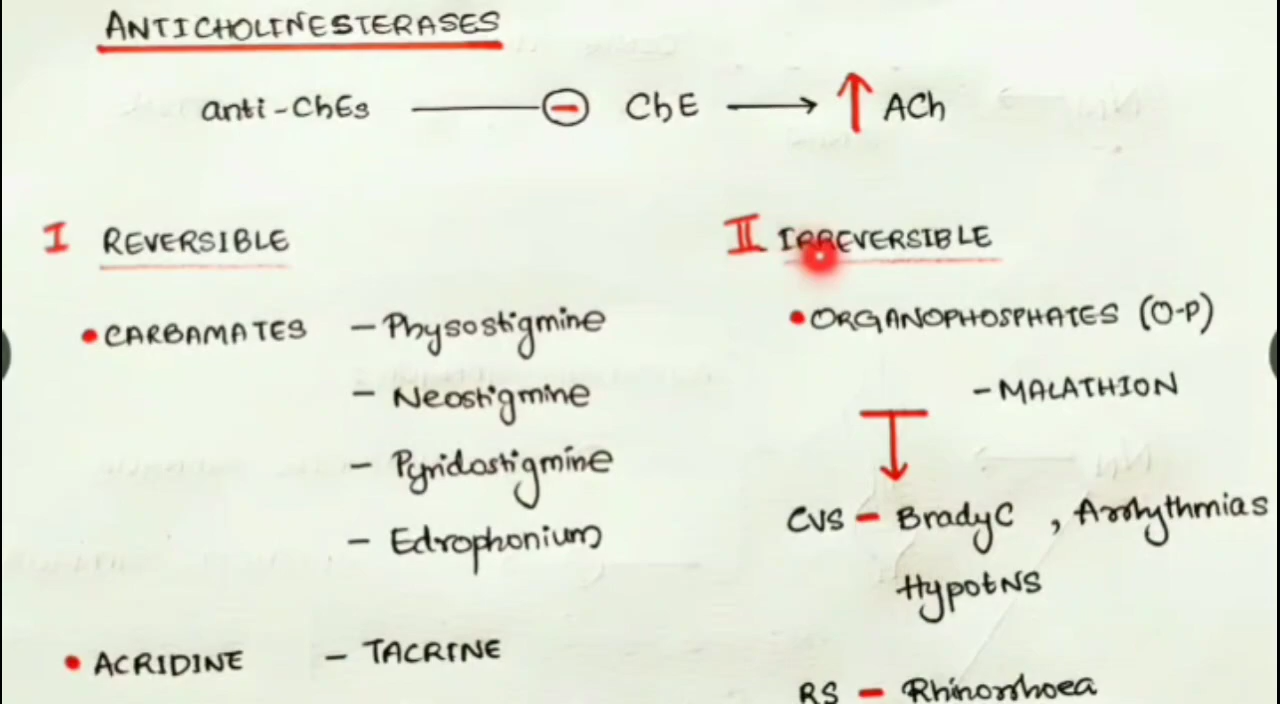 ANTICHOLINESTERASES
anti-ChEs — ⊖ ChE → ↑ ACh
I REVERSIBLE
• CARBAMATES - Physostigmine
- Neostigmine
- Pyridostigmine
- Edrophonium
• ACRIDINE - TACRINE
II IRREVERSIBLE
• ORGANOPHOSPHATES (O-P)
- MALATHION
CVS - BradyC , Arrhythmias
HypotNS
RS - Rhinorrhoea